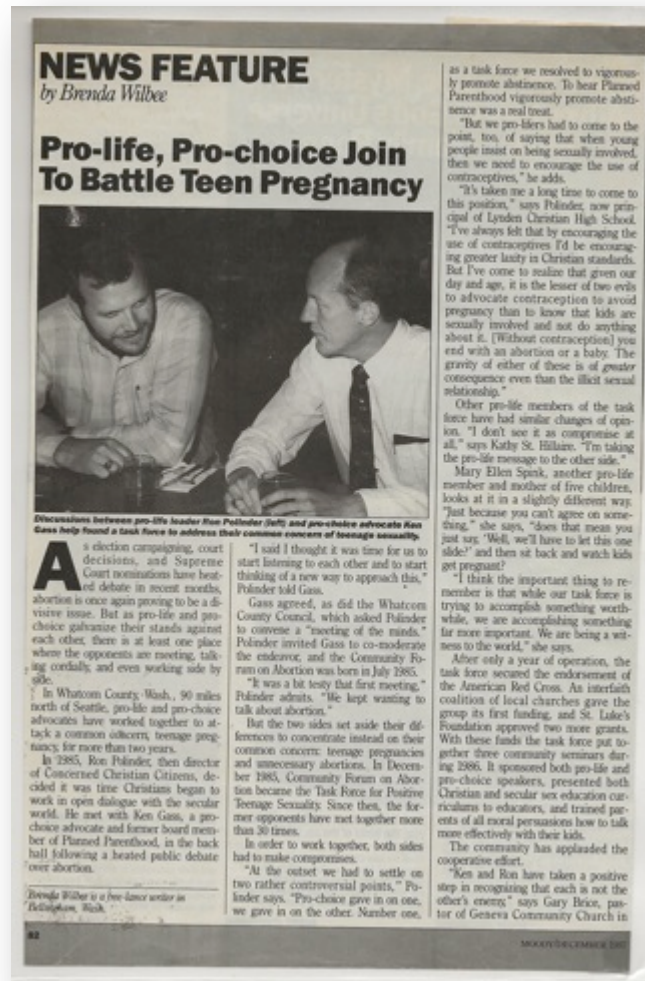 NEWS FEATURE
by Brenda Wilbee
Pro-life, Pro-choice Join
To Battle Teen Pregnancy
Discussions between pro-life leader Ron Polinder (left) and pro-choice advocate Ken
Gass help found a task force to address their common concern of teenage sexuality.
As election campaigning, court
decisions, and Supreme
Court nominations have heat-
ed debate in recent months,
abortion is once again proving to be a di-
visive issue. But as pro-life and pro-
choice galvanize their stands against
each other, there is at least one place
where the opponents are meeting, talk-
ing cordially, and even working side by
side.
In Whatcom County, Wash., 90 miles
north of Seattle, pro-life and pro-choice
advocates have worked together to at-
tack a common concern, teenage preg-
nancy, for more than two years.
In 1985, Ron Polinder, then director
of Concerned Christian Citizens, de-
cided it was time Christians began to
work in open dialogue with the secular
world. He met with Ken Gass, a pro-
choice advocate and former board mem-
ber of Planned Parenthood, in the back
hall following a heated public debate
over abortion.
Brenda Wilbee is a free-lance writer in
Bellingham, Wash.
"I said I thought it was time for us to
start listening to each other and to start
thinking of a new way to approach this,"
Polinder told Gass.
Gass agreed, as did the Whatcom
County Council, which asked Polinder
to convene a "meeting of the minds."
Polinder invited Gass to co-moderate
the endeavor, and the Community Fo-
rum on Abortion was born in July 1985.
"It was a bit testy that first meeting,"
Polinder admits. "We kept wanting to
talk about abortion."
But the two sides set aside their dif-
ferences to concentrate instead on their
common concern: teenage pregnancies
and unnecessary abortions. In Decem-
ber 1985, Community Forum on Abor-
tion became the Task Force for Positive
Teenage Sexuality. Since then, the for-
mer opponents have met together more
than 30 times.
In order to work together, both sides
had to make compromises.
"At the outset we had to settle on
two rather controversial points," Po-
linder says. "Pro-choice gave in on one,
we gave in on the other. Number one,
as a task force we resolved to vigorous-
ly promote abstinence. To hear Planned
Parenthood vigorously promote absti-
nence was a real treat.
"But we pro-lifers had to come to the
point, too, of saying that when young
people insist on being sexually involved,
then we need to encourage the use of
contraceptives," he adds.
"It's taken me a long time to come to
this position," says Polinder, now prin-
cipal of Lynden Christian High School.
"I've always felt that by encouraging the
use of contraceptives I'd be encourag-
ing greater laxity in Christian standards.
But I've come to realize that given our
day and age, it is the lesser of two evils
to advocate contraception to avoid
pregnancy than to know that kids are
sexually involved and not do anything
about it. [Without contraception] you
end with an abortion or a baby. The
gravity of either of these is of greater
consequence even than the illicit sexual
relationship."
Other pro-life members of the task
force have had similar changes of opin-
ion. "I don't see it as compromise at
all," says Kathy St. Hillaire. "I'm taking
the pro-life message to the other side."
Mary Ellen Spink, another pro-life
member and mother of five children,
looks at it in a slightly different way.
"Just because you can't agree on some-
thing," she says, "does that mean you
just say, 'Well, we'll have to let this one
slide?' and then sit back and watch kids
get pregnant?
"I think the important thing to re-
member is that while our task force is
trying to accomplish something worth-
while, we are accomplishing something
far more important. We are being a wit-
ness to the world," she says.
After only a year of operation, the
task force secured the endorsement of
the American Red Cross. An interfaith
coalition of local churches gave the
group its first funding, and St. Luke's
Foundation approved two more grants.
With these funds the task force put to-
gether three community seminars dur-
ing 1986. It sponsored both pro-life and
pro-choice speakers, presented both
Christian and secular sex education cur-
riculums to educators, and trained par-
ents of all moral persuasions how to talk
more effectively with their kids.
The community has applauded the
cooperative effort.
"Ken and Ron have taken a positive
step in recognizing that each is not the
other's enemy," says Gary Brior, pas-
tor of Geneva Community Church in
MOODY/DECEMBER